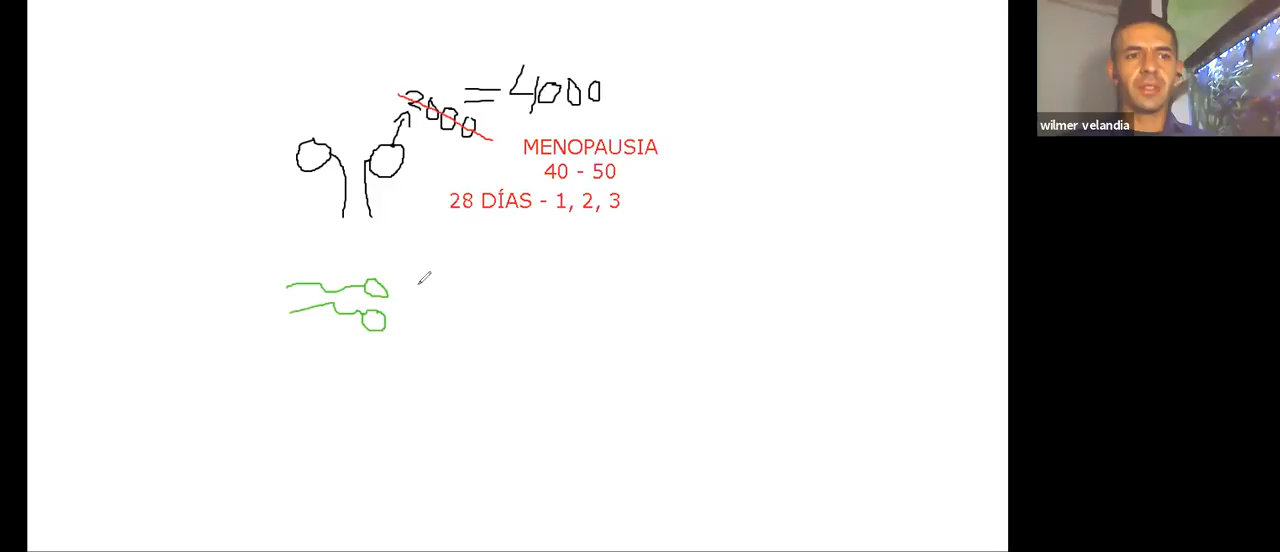 2000 = 4000
MENOPAUSIA
40 - 50
28 DÍAS - 1, 2, 3
wilmer velandia